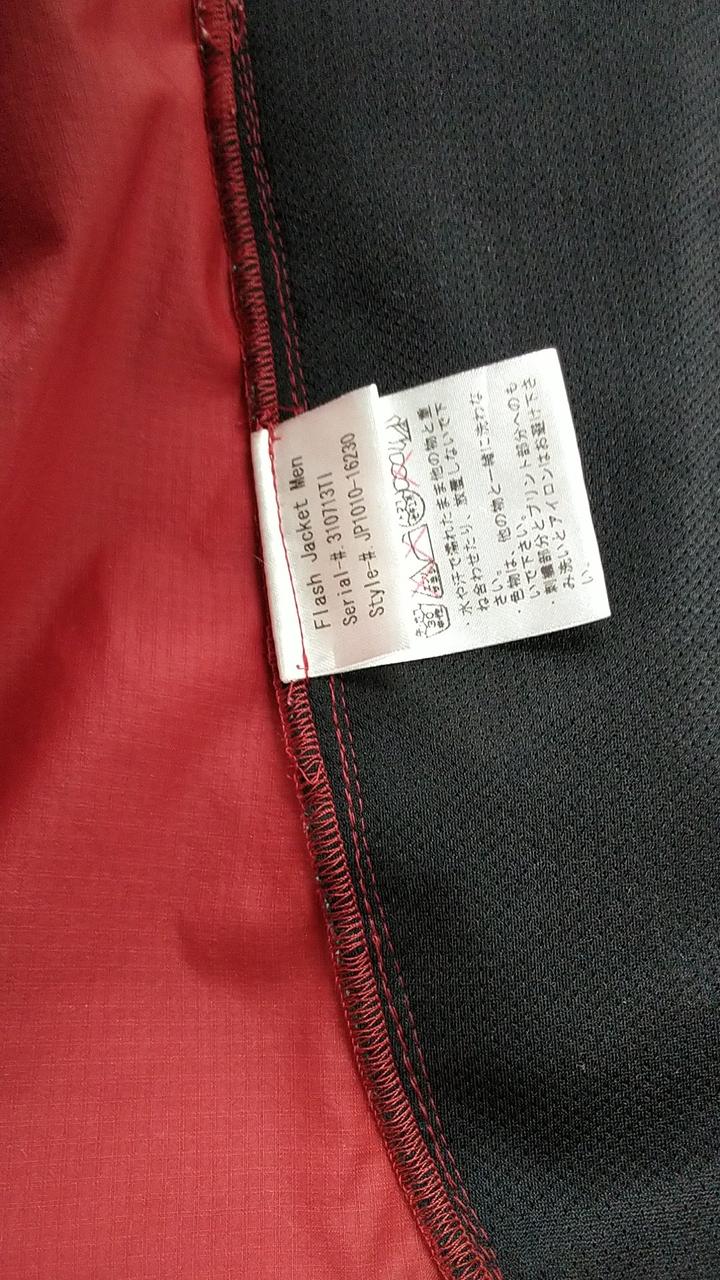 Flash Jacket Men
Serial-#.310713TI
Style-#.JP1010-16230
・水や汗で濡れたまま他の物と重
ね合わせたり、放置しないで下
さい。
・色物は、他の物と一緒に洗わな
いで下さい。
・刺繍部分とプリント部分へのも
み洗いとアイロンはお避け下さ
い。